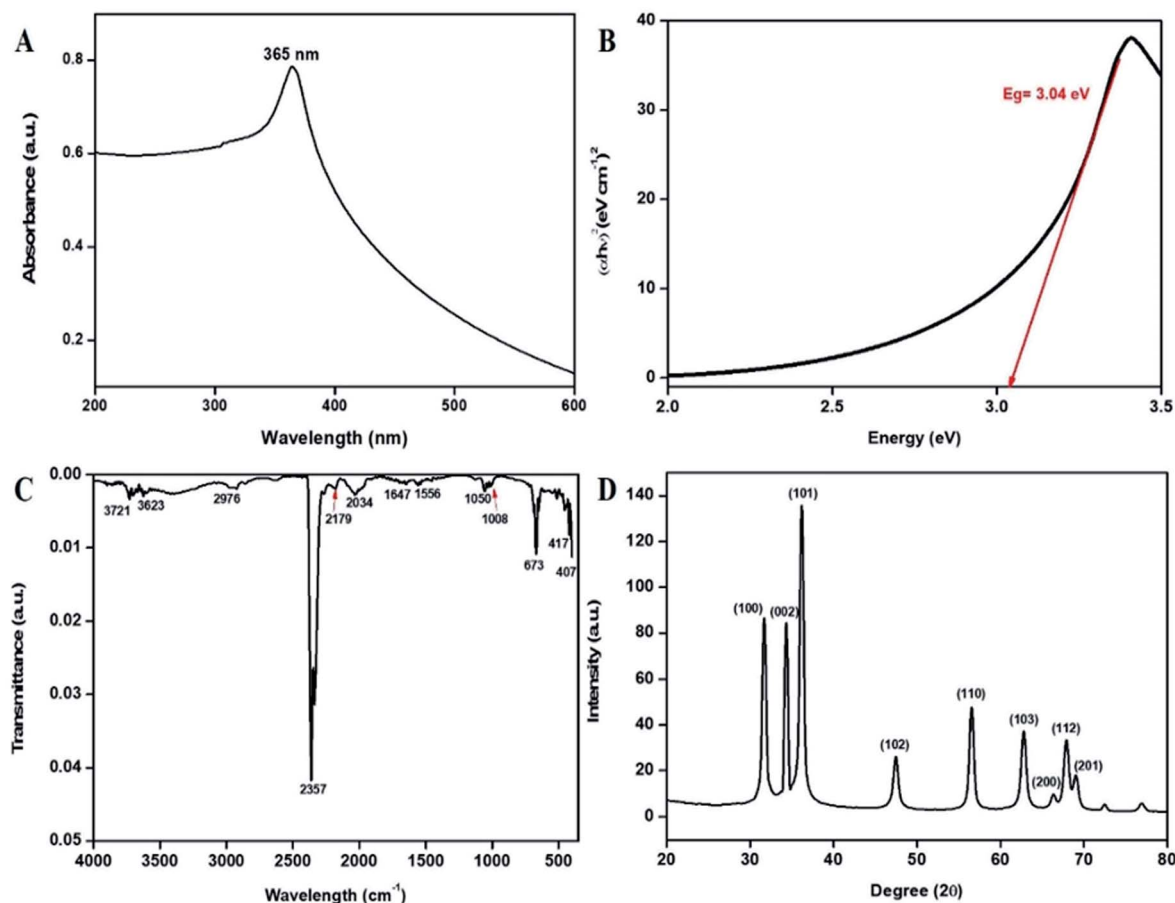 A
365 nm
0.8
0.6
0.4
0.2
Absorbance (a.u.)
200 300 400 500 600
Wavelength (nm)
B
Eg= 3.04 eV
40
30
20
10
0
(αhν)² (eV cm⁻¹)²
2.0 2.5 3.0 3.5
Energy (eV)
C
0.00
0.01
0.02
0.03
0.04
0.05
Transmittance (a.u.)
3721
3623
2976
2357
2179
2034
1647
1556
1050
1008
673
417
407
4000 3500 3000 2500 2000 1500 1000 500
Wavelength (cm⁻¹)
D
140
120
100
80
60
40
20
0
Intensity (a.u.)
(100)
(002)
(101)
(102)
(110)
(103)
(200)
(112)
(201)
20 30 40 50 60 70 80
Degree (2θ)